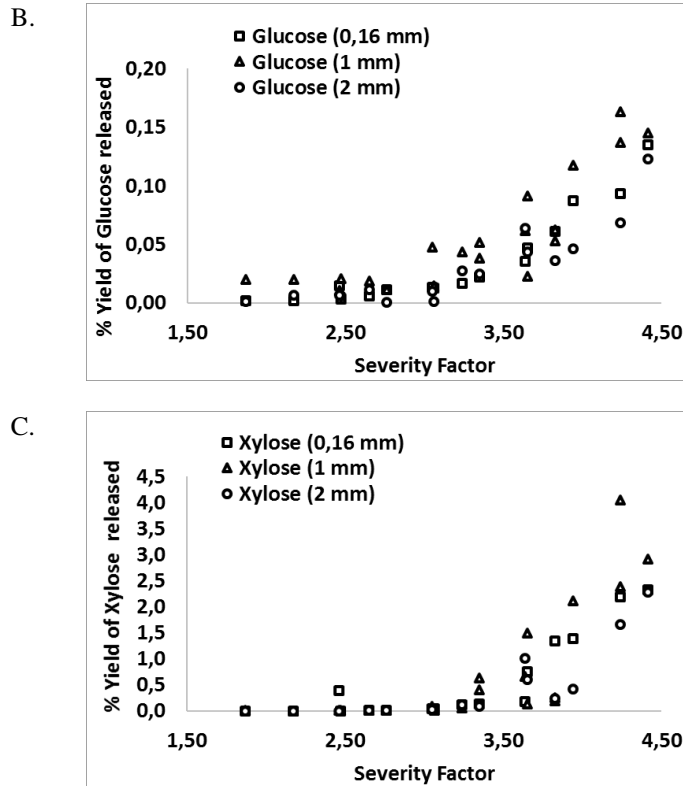 B.
Glucose (0,16 mm)
Glucose (1 mm)
Glucose (2 mm)
% Yield of Glucose released
0,20
0,15
0,10
0,05
0,00
1,50 2,50 3,50 4,50
Severity Factor
C.
Xylose (0,16 mm)
Xylose (1 mm)
Xylose (2 mm)
% Yield of Xylose released
4,5
4,0
3,5
3,0
2,5
2,0
1,5
1,0
0,5
0,0
1,50 2,50 3,50 4,50
Severity Factor